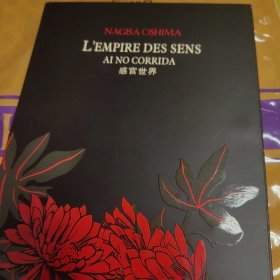 NAGISA OSHIMA
L'EMPIRE DES SENS
AI NO CORRIDA
感官世界